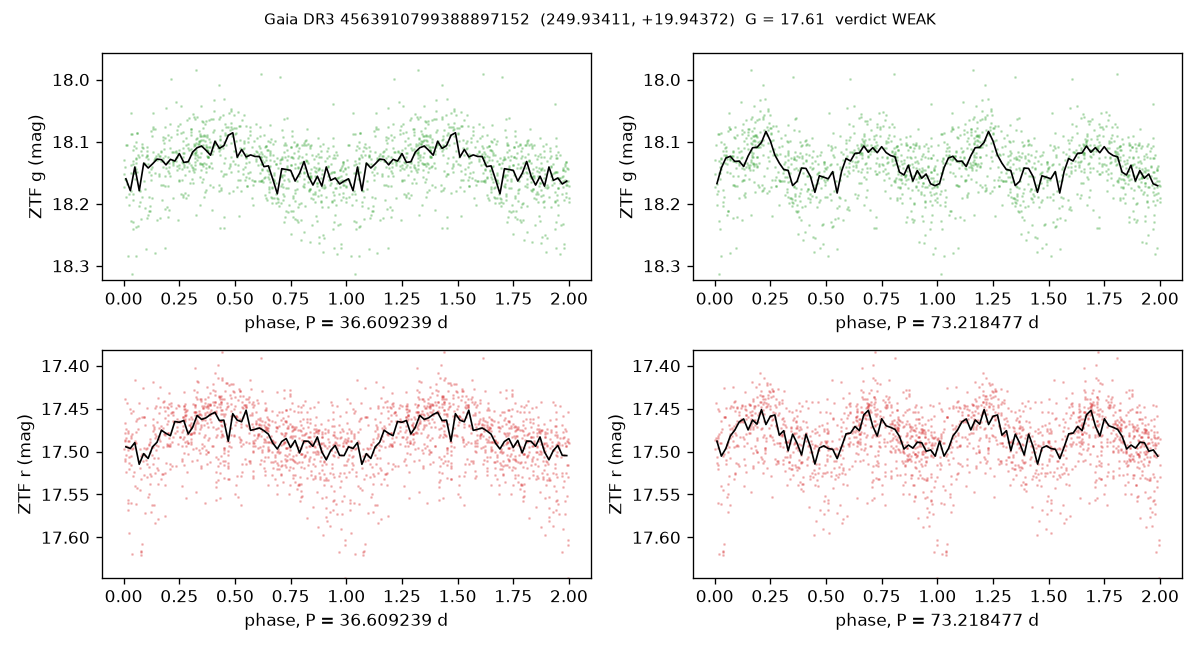 Gaia DR3 4563910799388897152 (249.93411, +19.94372) G = 17.61 verdict WEAK
ZTF g (mag)
18.0
18.1
18.2
18.3
0.00 0.25 0.50 0.75 1.00 1.25 1.50 1.75 2.00
phase, P = 36.609239 d
ZTF g (mag)
18.0
18.1
18.2
18.3
0.00 0.25 0.50 0.75 1.00 1.25 1.50 1.75 2.00
phase, P = 73.218477 d
ZTF r (mag)
17.40
17.45
17.50
17.55
17.60
0.00 0.25 0.50 0.75 1.00 1.25 1.50 1.75 2.00
phase, P = 36.609239 d
ZTF r (mag)
17.40
17.45
17.50
17.55
17.60
0.00 0.25 0.50 0.75 1.00 1.25 1.50 1.75 2.00
phase, P = 73.218477 d